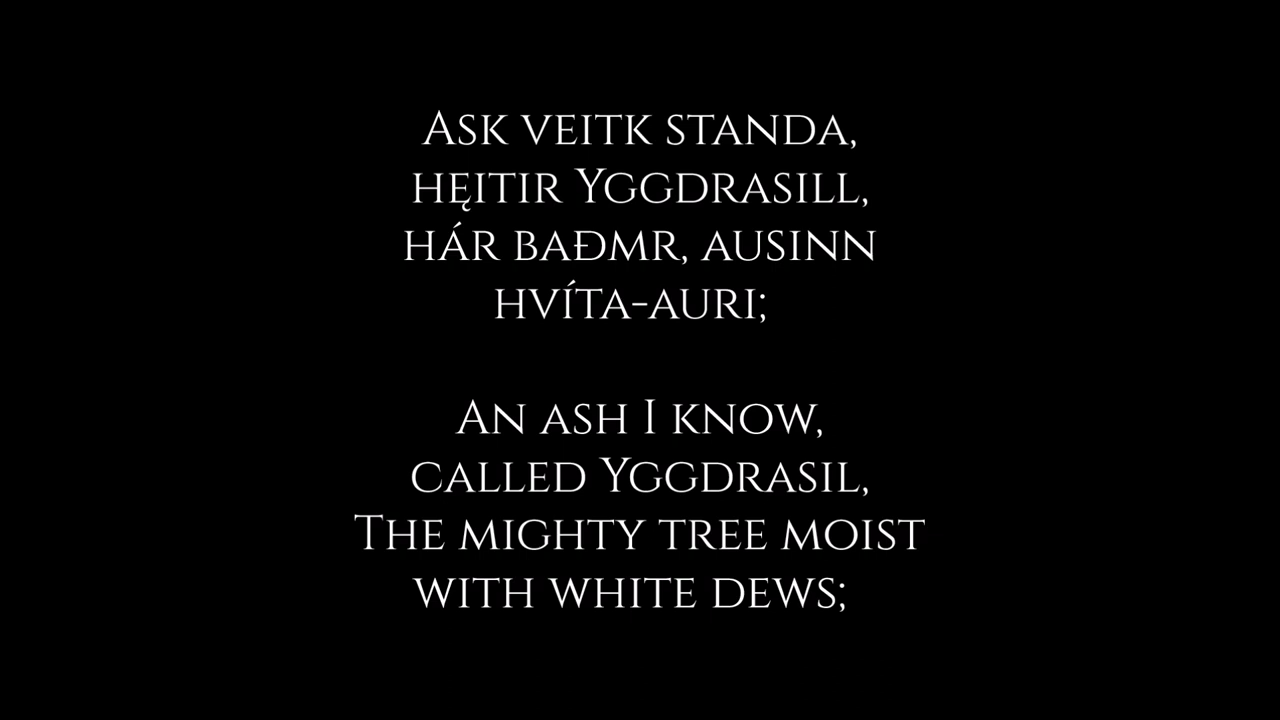 Ask veitk standa,
hęitir Yggdrasill,
hár baðmr, ausinn
hvíta-auri;
An ash I know,
called Yggdrasil,
The mighty tree moist
with white dews;